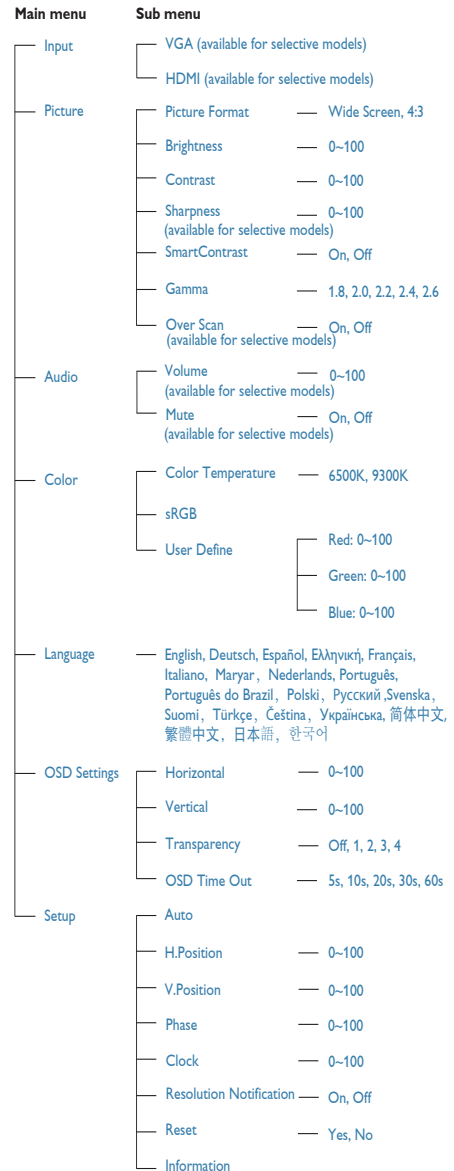 Main menu Sub menu
Input VGA (available for selective models)
HDMI (available for selective models)
Picture Picture Format Wide Screen, 4:3
Brightness 0~100
Contrast 0~100
Sharpness 0~100
(available for selective models)
SmartContrast On, Off
Gamma 1.8, 2.0, 2.2, 2.4, 2.6
Over Scan On, Off
(available for selective models)
Audio Volume 0~100
(available for selective models)
Mute On, Off
(available for selective models)
Color Color Temperature 6500K, 9300K
sRGB
User Define Red: 0~100
Green: 0~100
Blue: 0~100
Language English, Deutsch, Español, Ελληνική, Français,
Italiano, Maryar, Nederlands, Português,
Português do Brazil, Polski, Русский ,Svenska,
Suomi, Türkçe, Čeština, Українська, 简体中文,
繁體中文, 日本語, 한국어
OSD Settings Horizontal 0~100
Vertical 0~100
Transparency Off, 1, 2, 3, 4
OSD Time Out 5s, 10s, 20s, 30s, 60s
Setup Auto
H.Position 0~100
V.Position 0~100
Phase 0~100
Clock 0~100
Resolution Notification On, Off
Reset Yes, No
Information